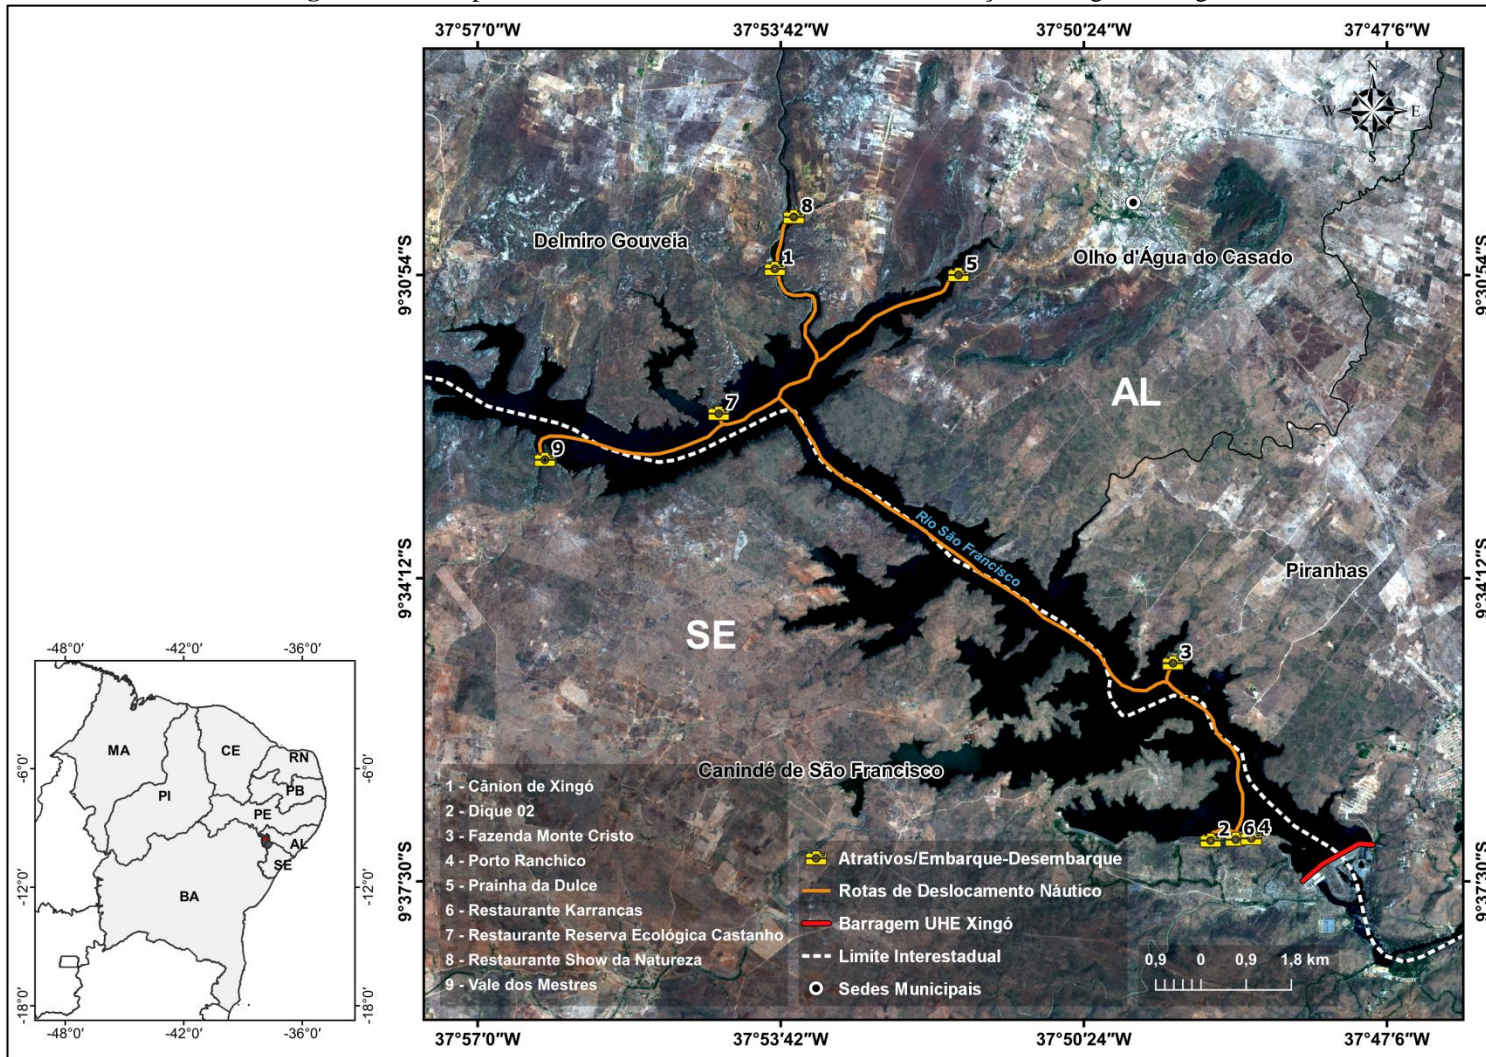 37°57'0"W 37°53'42"W 37°50'24"W 37°47'6"W
N
W E
S
8
Delmiro Gouveia
1
5
Olho d'Água do Casado
9°30'54"S 9°30'54"S
AL
7
9
Rio São Francisco
9°34'12"S 9°34'12"S
Piranhas
SE
3
Canindé de São Francisco
2 6 4
9°37'30"S 9°37'30"S
1 - Cânion de Xingó
2 - Dique 02
3 - Fazenda Monte Cristo
4 - Porto Ranchico
5 - Prainha da Dulce
6 - Restaurante Karrancas
7 - Restaurante Reserva Ecológica Castanho
8 - Restaurante Show da Natureza
9 - Vale dos Mestres
Atrativos/Embarque-Desembarque
Rotas de Deslocamento Náutico
Barragem UHE Xingó
Limite Interestadual
Sedes Municipais
0,9 0 0,9 1,8 km
37°57'0"W 37°53'42"W 37°50'24"W 37°47'6"W
-48°0' -42°0' -36°0'
MA
CE
RN
-6°0' -6°0'
PI
PB
PE
AL
SE
BA
-12°0' -12°0'
-18°0' -18°0'
-48°0' -42°0' -36°0'